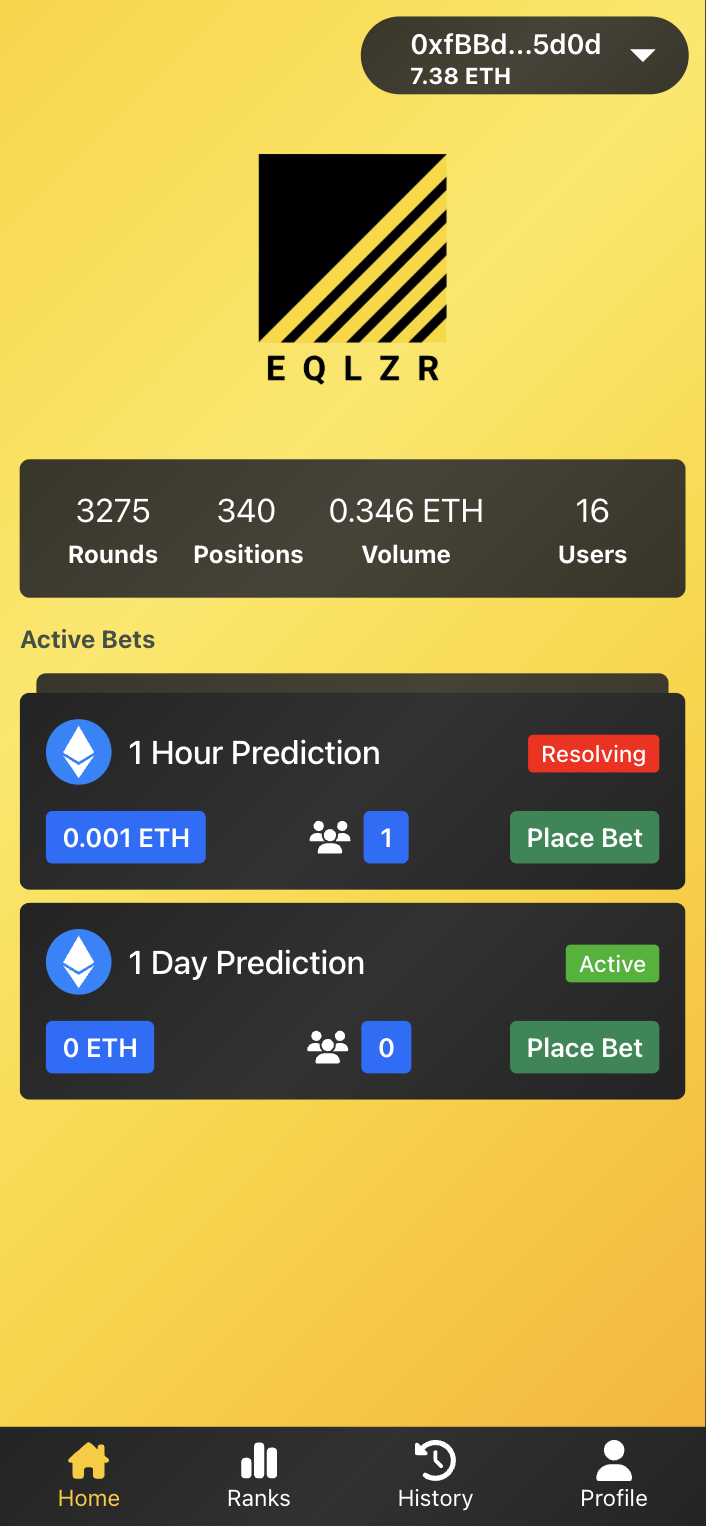 0xfBBd...5d0d
7.38 ETH
E Q L Z R
3275 340 0.346 ETH 16
Rounds Positions Volume Users
Active Bets
1 Hour Prediction Resolving
0.001 ETH 1 Place Bet
1 Day Prediction Active
0 ETH 0 Place Bet
Home Ranks History Profile